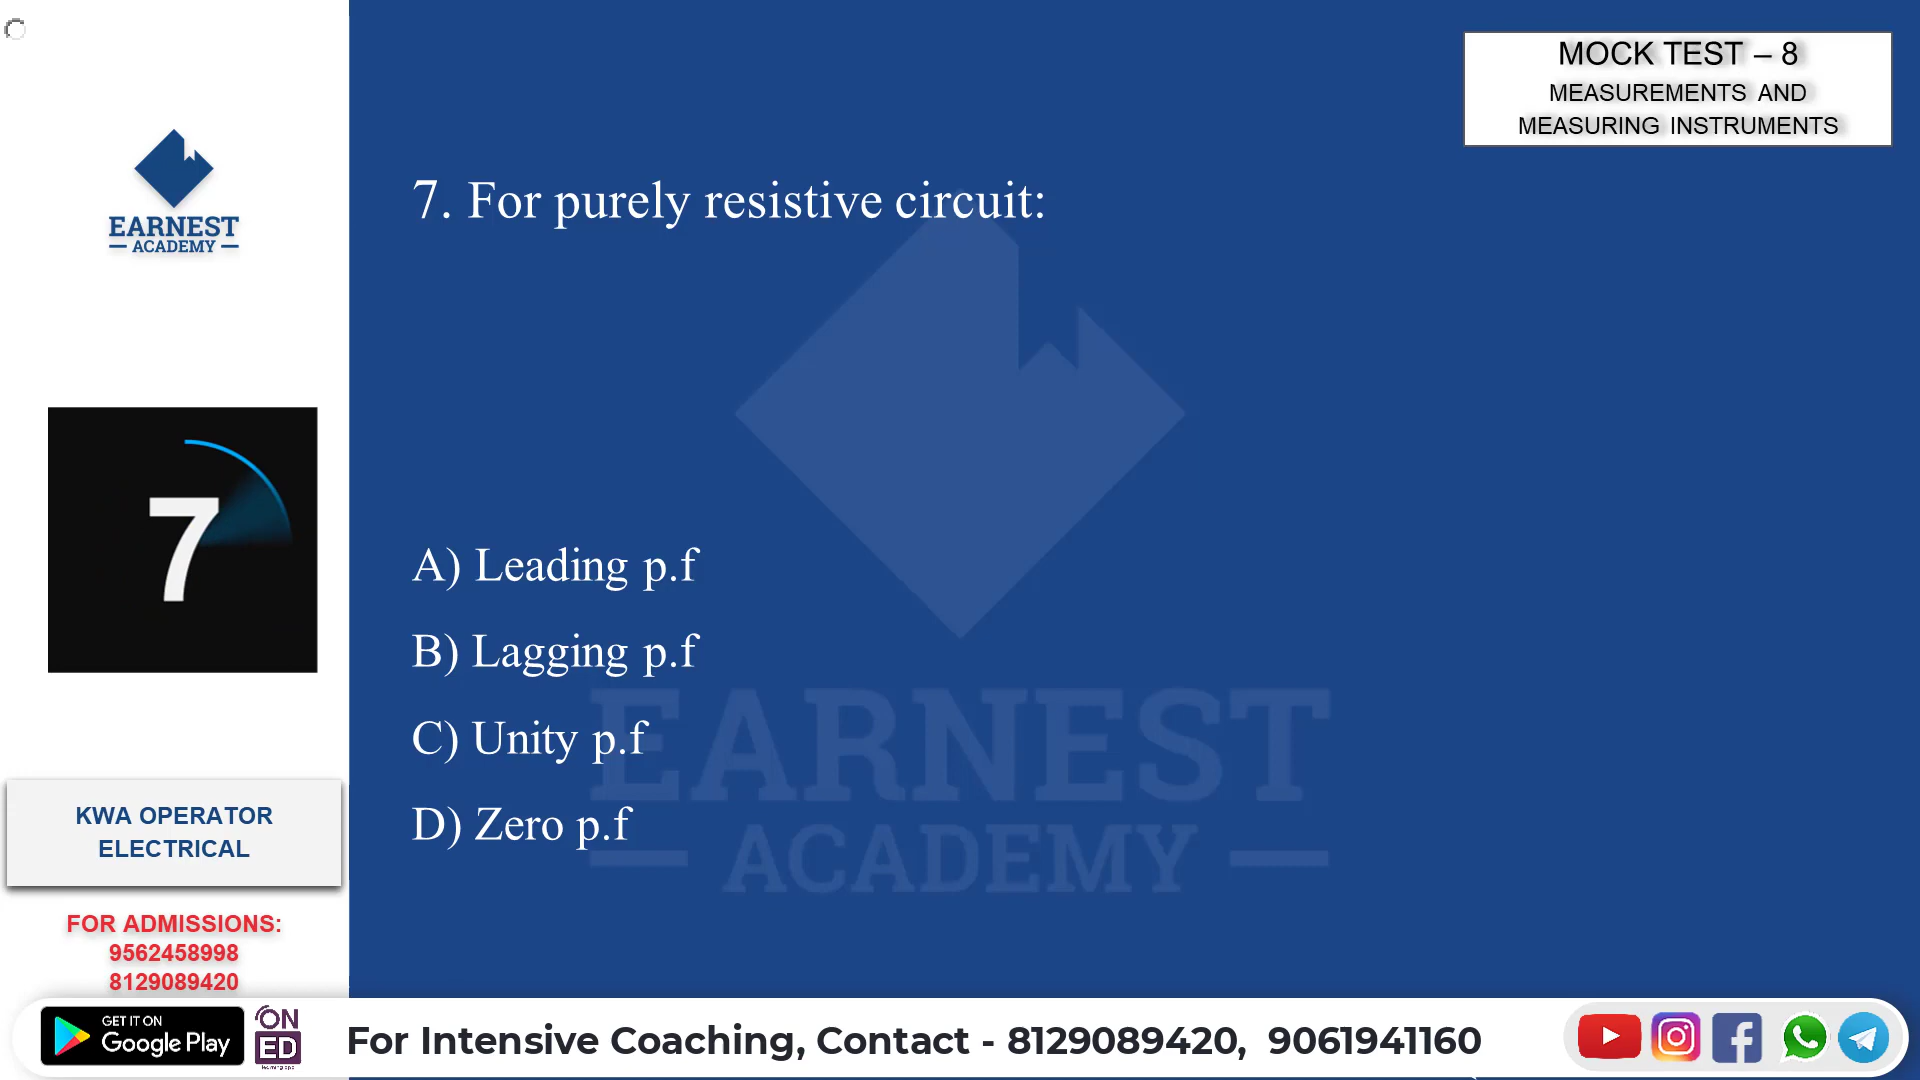 MOCK TEST – 8
MEASUREMENTS AND
MEASURING INSTRUMENTS
EARNEST
ACADEMY
7. For purely resistive circuit:
7
A) Leading p.f
B) Lagging p.f
C) Unity p.f
D) Zero p.f
EARNEST
ACADEMY
KWA OPERATOR
ELECTRICAL
FOR ADMISSIONS:
9562458998
8129089420
GET IT ON
Google Play
ON
ED
For Intensive Coaching, Contact - 8129089420, 9061941160